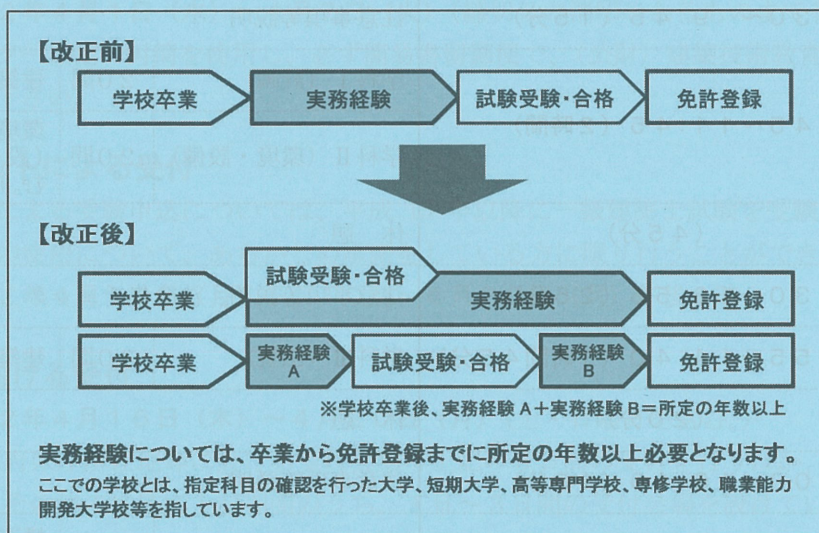 【改正前】
学校卒業 実務経験 試験受験・合格 免許登録
【改正後】
試験受験・合格
学校卒業 実務経験 免許登録
学校卒業 実務経験A 試験受験・合格 実務経験B 免許登録
※学校卒業後、実務経験A+実務経験B=所定の年数以上
実務経験については、卒業から免許登録までに所定の年数以上必要となります。
ここでの学校とは、指定科目の確認を行った大学、短期大学、高等専門学校、専修学校、職業能力
開発大学校等を指しています。